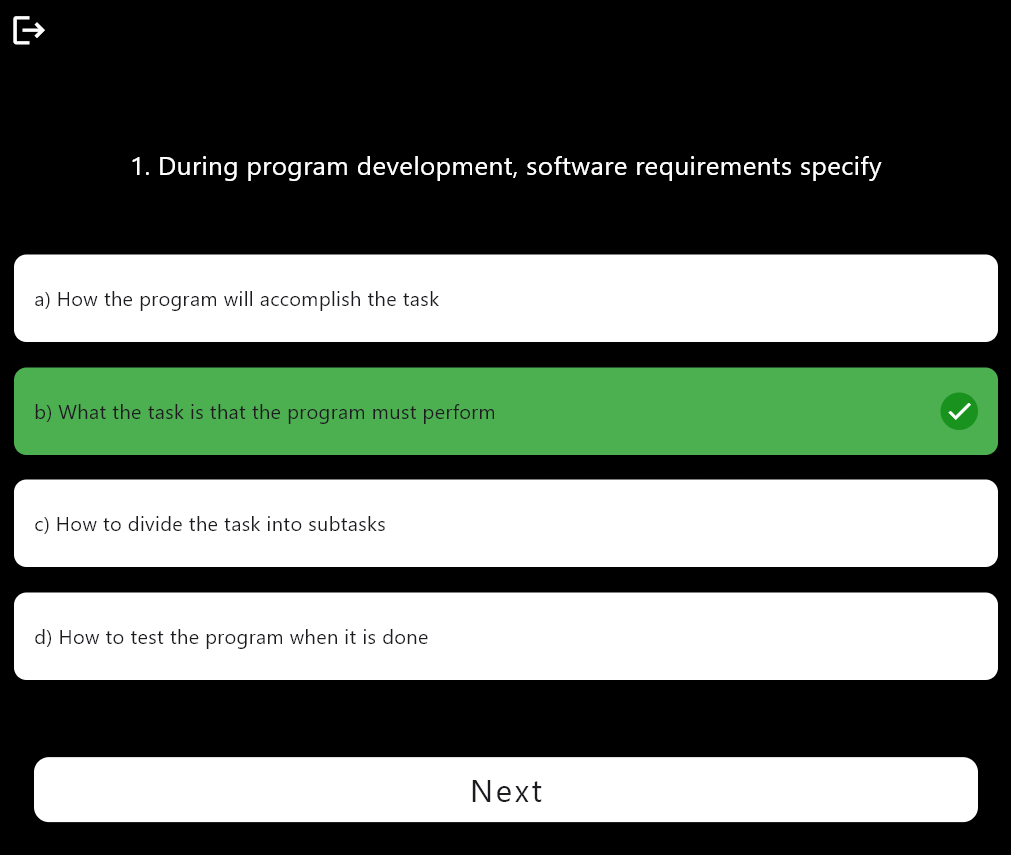 1. During program development, software requirements specify
a) How the program will accomplish the task
b) What the task is that the program must perform
c) How to divide the task into subtasks
d) How to test the program when it is done
Next